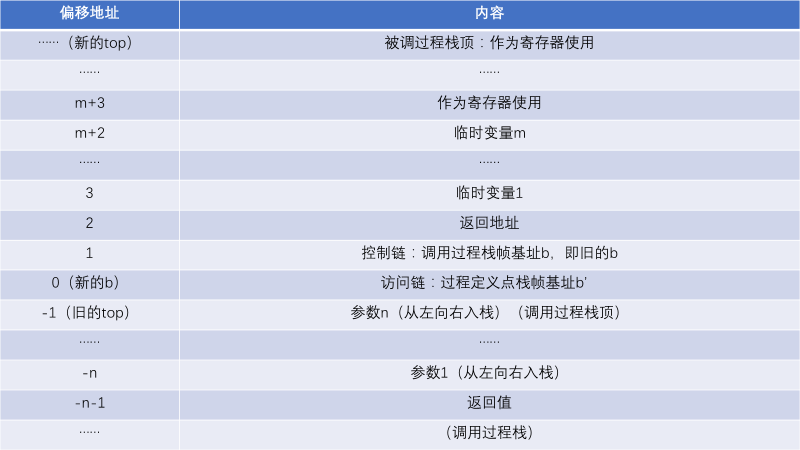 偏移地址 内容
……（新的top） 被调过程栈顶：作为寄存器使用
…… ……
m+3 作为寄存器使用
m+2 临时变量m
…… ……
3 临时变量1
2 返回地址
1 控制链：调用过程栈帧基址b，即旧的b
0（新的b） 访问链：过程定义点栈帧基址b’
-1（旧的top） 参数n（从左向右入栈）（调用过程栈顶）
…… ……
-n 参数1（从左向右入栈）
-n-1 返回值
…… （调用过程栈）